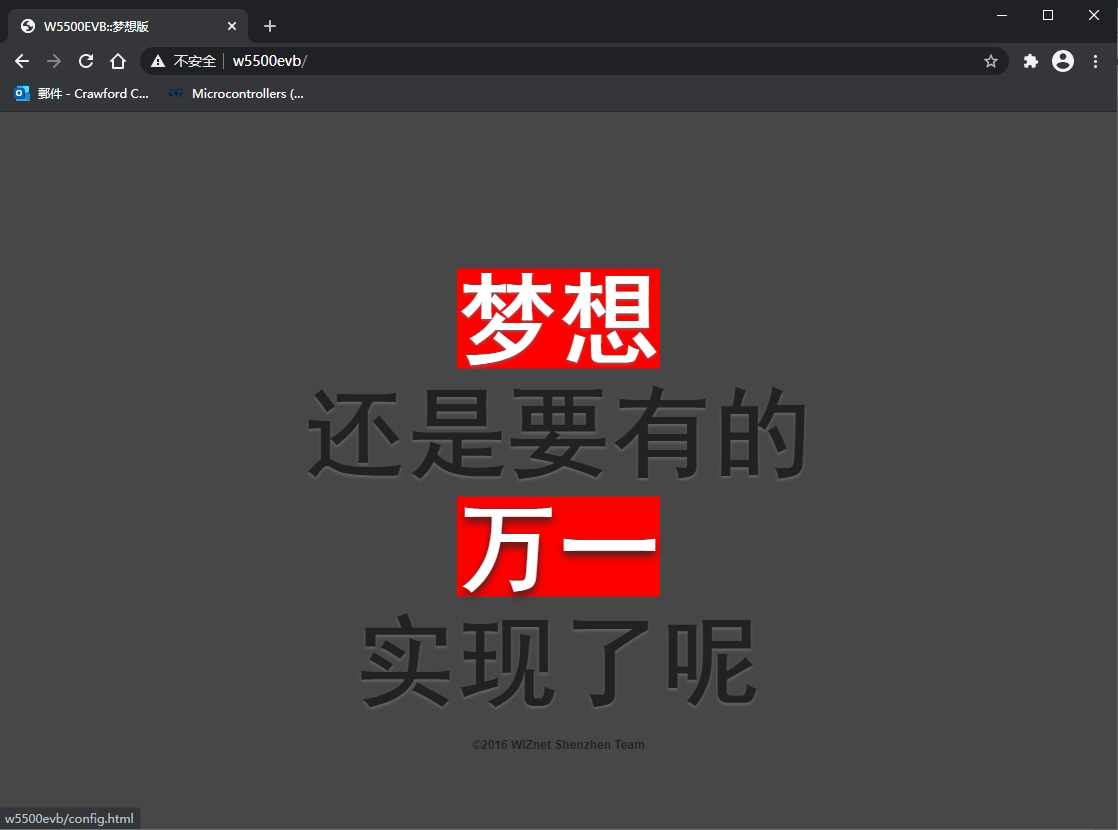 W5500EVB::梦想版
不安全 w5500evb/
郵件 - Crawford C...
Microcontrollers (...
梦想
还是要有的
万一
实现了呢
©2016 WIZnet Shenzhen Team
w5500evb/config.html